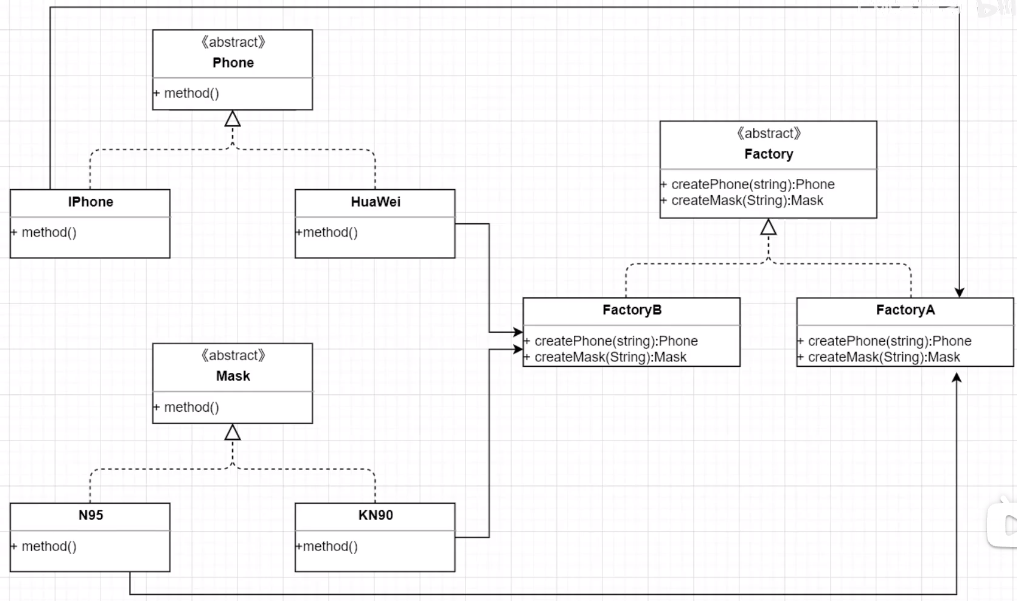 《abstract》
Phone
+ method()
IPhone
+ method()
HuaWei
+method()
《abstract》
Factory
+ createPhone(string):Phone
+ createMask(String):Mask
FactoryB
+ createPhone(string):Phone
+ createMask(String):Mask
FactoryA
+ createPhone(string):Phone
+ createMask(String):Mask
《abstract》
Mask
+ method()
N95
+ method()
KN90
+method()